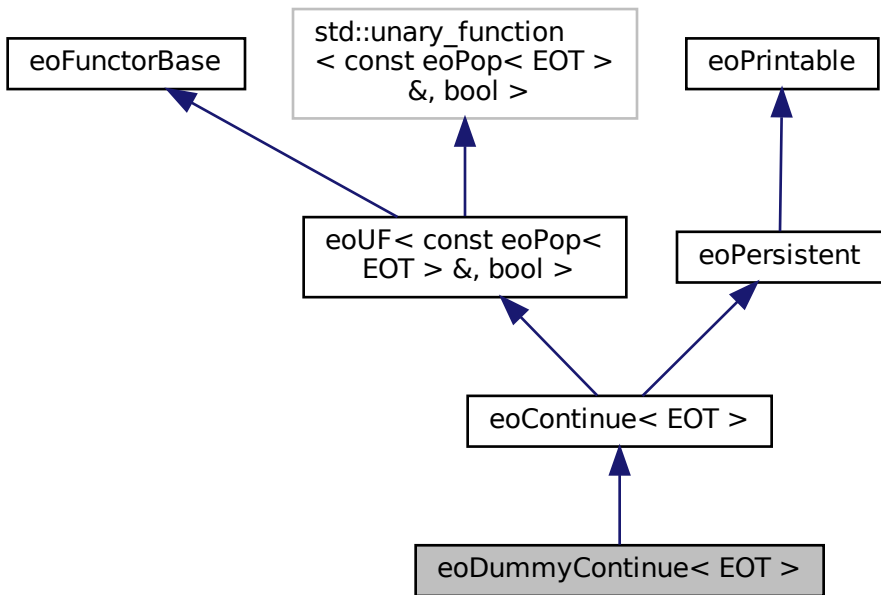 eoFunctorBase
std::unary_function
< const eoPop< EOT >
&, bool >
eoPrintable
eoUF< const eoPop<
EOT > &, bool >
eoPersistent
eoContinue< EOT >
eoDummyContinue< EOT >